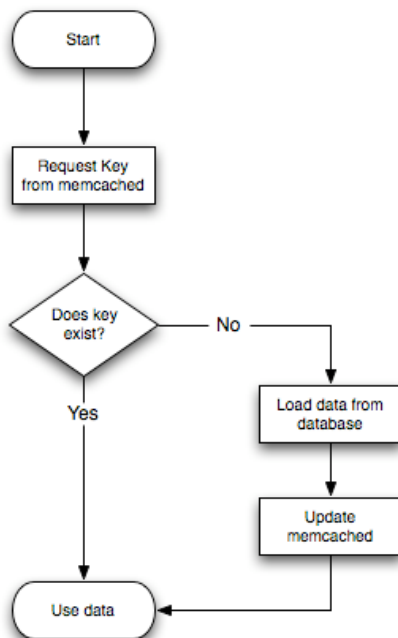 Start
Request Key
from memcached
Does key
exist?
No
Yes
Load data from
database
Update
memcached
Use data